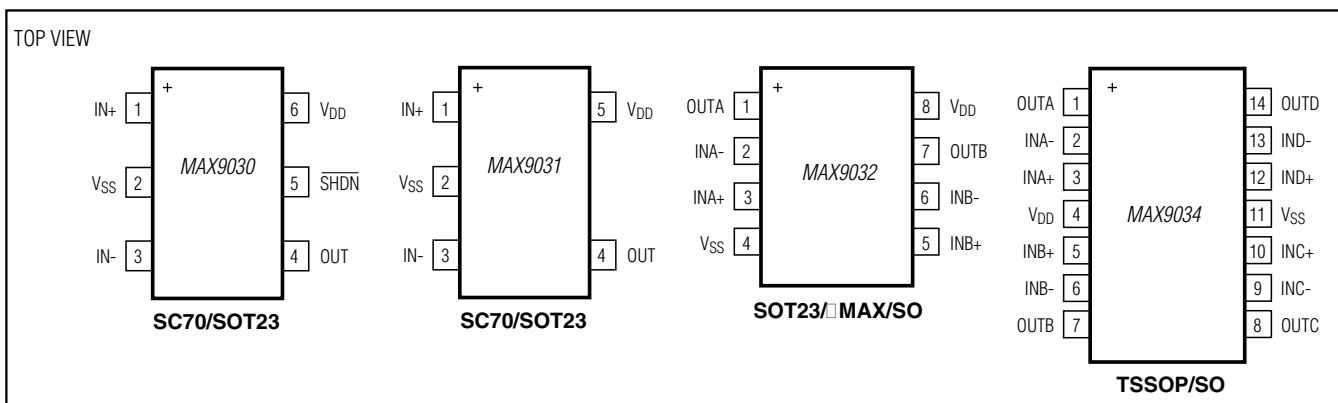 TOP VIEW
+
IN+ 1
VSS 2
IN- 3
MAX9030
6 VDD
5 SHDN
4 OUT
SC70/SOT23
+
IN+ 1
VSS 2
IN- 3
MAX9031
5 VDD
4 OUT
SC70/SOT23
+
OUTA 1
INA- 2
INA+ 3
VSS 4
MAX9032
8 VDD
7 OUTB
6 INB-
5 INB+
SOT23/□MAX/SO
+
OUTA 1
INA- 2
INA+ 3
VDD 4
INB+ 5
INB- 6
OUTB 7
MAX9034
14 OUTD
13 IND-
12 IND+
11 VSS
10 INC+
9 INC-
8 OUTC
TSSOP/SO